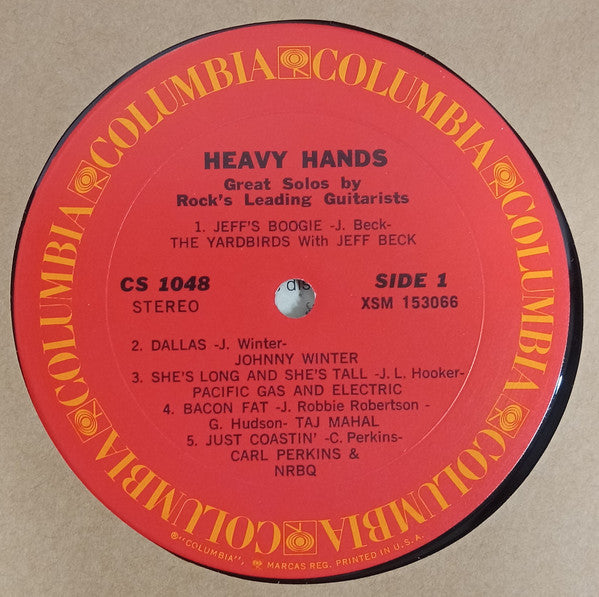 COLUMBIA COLUMBIA COLUMBIA COLUMBIA COLUMBIA COLUMBIA
HEAVY HANDS
Great Solos by
Rock's Leading Guitarists
1. JEFF'S BOOGIE -J. Beck-
THE YARDBIRDS With JEFF BECK
CS 1048
STEREO
SIDE 1
XSM 153066
2. DALLAS -J. Winter-
JOHNNY WINTER
3. SHE'S LONG AND SHE'S TALL -J. L. Hooker-
PACIFIC GAS AND ELECTRIC
4. BACON FAT -J. Robbie Robertson -
G. Hudson- TAJ MAHAL
5. JUST COASTIN' -C. Perkins-
CARL PERKINS &
NRBQ
®"COLUMBIA", MARCAS REG. PRINTED IN U.S.A.